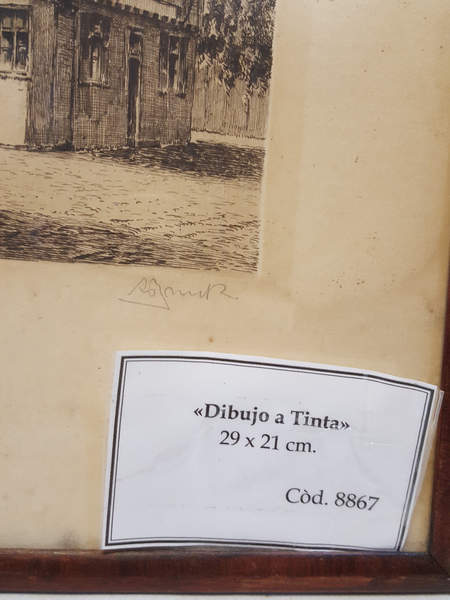 «Dibujo a Tinta»
29 x 21 cm.
Còd. 8867